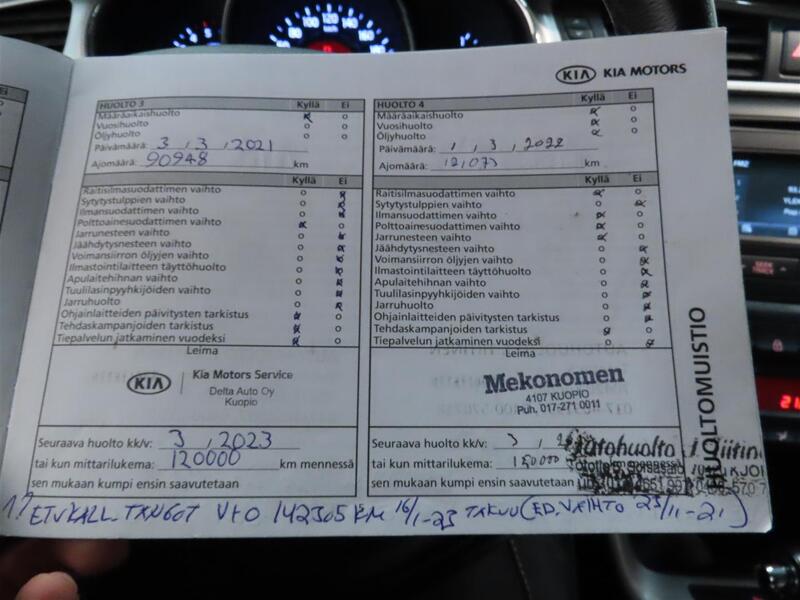 KIA KIA MOTORS
HUOLTO 3 Kyllä Ei
Määräaikaishuolto
Vuosihuolto
Öljyhuolto
Päivämäärä: 3 , 3 , 2021
Ajomäärä: 90948 km
Kyllä Ei
Raitisilmasuodattimen vaihto
Sytytystulppien vaihto
Ilmansuodattimen vaihto
Polttoainesuodattimen vaihto
Jarrunesteen vaihto
Jäähdytysnesteen vaihto
Voimansiirron öljyjen vaihto
Ilmastointilaitteen täyttöhuolto
Apulaitehihnan vaihto
Tuulilasinpyyhkijöiden vaihto
Jarruhuolto
Ohjainlaitteiden päivitysten tarkistus
Tehdaskampanjoiden tarkistus
Tiepalvelun jatkaminen vuodeksi
Leima
KIA Kia Motors Service
Delta Auto Oy
Kuopio
Seuraava huolto kk/v: 3 , 2023
tai kun mittarilukema: 120000 km mennessä
sen mukaan kumpi ensin saavutetaan
HUOLTO 4 Kyllä Ei
Määräaikaishuolto
Vuosihuolto
Öljyhuolto
Päivämäärä: 1 , 3 , 2022
Ajomäärä: 121073 km
Kyllä Ei
Raitisilmasuodattimen vaihto
Sytytystulppien vaihto
Ilmansuodattimen vaihto
Polttoainesuodattimen vaihto
Jarrunesteen vaihto
Jäähdytysnesteen vaihto
Voimansiirron öljyjen vaihto
Ilmastointilaitteen täyttöhuolto
Apulaitehihnan vaihto
Tuulilasinpyyhkijöiden vaihto
Jarruhuolto
Ohjainlaitteiden päivitysten tarkistus
Tehdaskampanjoiden tarkistus
Tiepalvelun jatkaminen vuodeksi
Leima
Mekonomen
4107 KUOPIO
Puh. 017-271 0011
Seuraava huolto kk/v: 3 ,
tai kun mittarilukema: 150000 km mennessä
sen mukaan kumpi ensin saavutetaan
Autohuolto
HUOLTOMUISTIO
ETUKALL. TANGOT V+O 142305 KM 16/1-23 TAKUU (ED. VAIHTO 23/11-21)
SEEK
TRACK